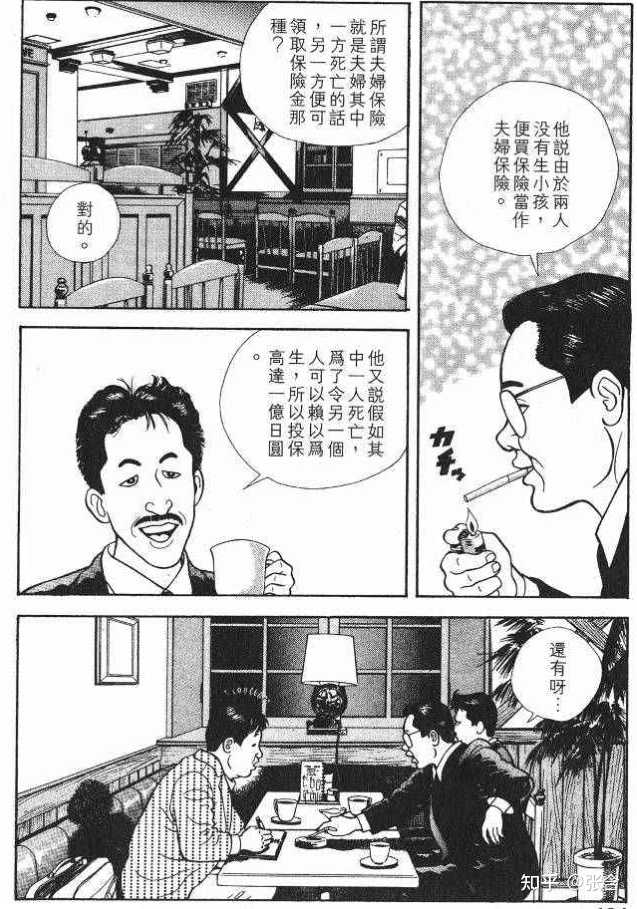 他說由於兩人
没有生小孩，
便買保險當作
夫婦保險。
カチッ
所謂夫婦保險
就是夫婦其中
一方死亡的話
，另一方便可
領取保險金那
種？
對的。
他又説假如其
中一人死亡，
爲了令另一個
人可以賴以爲
生，所以投保
高達一億日圓
。
還有呀…
知乎 @张合